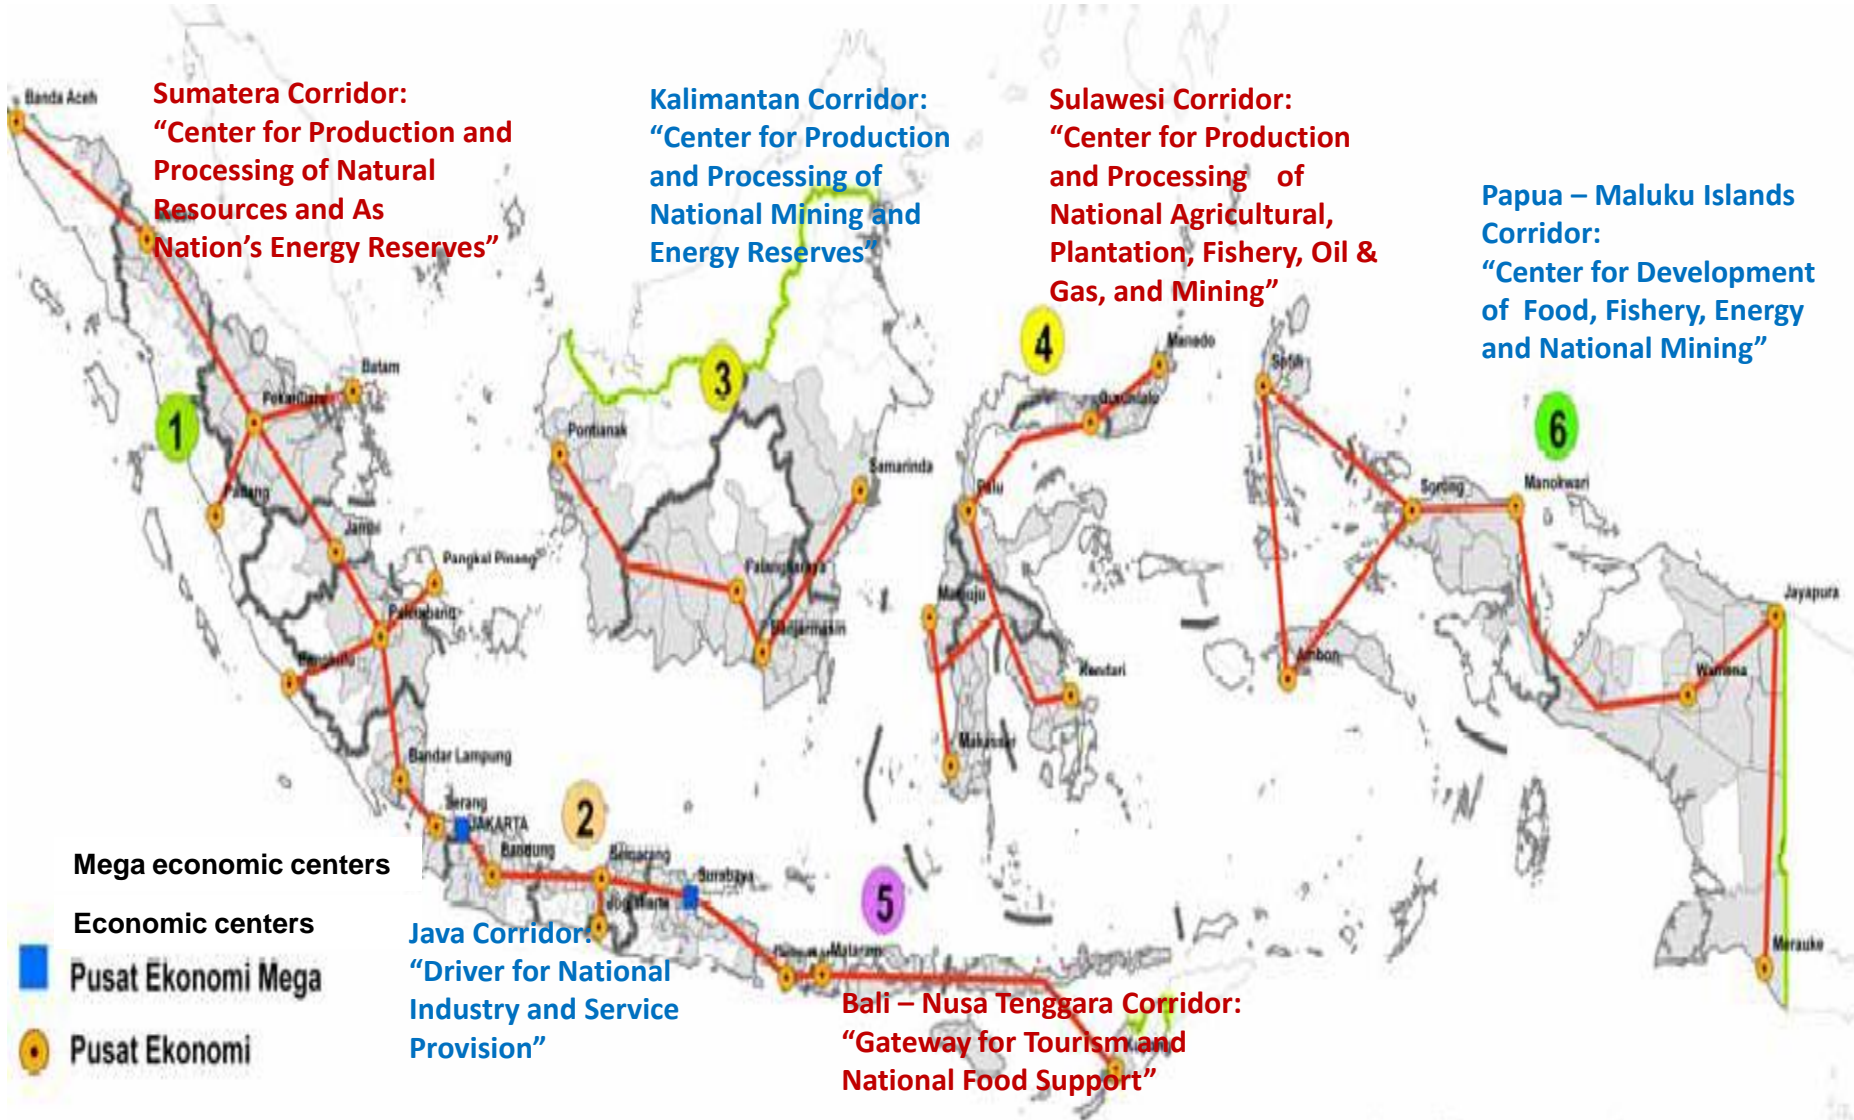 Banda Aceh
Sumatera Corridor:
“Center for Production and
Processing of Natural
Resources and As
Nation’s Energy Reserves”
Kalimantan Corridor:
“Center for Production
and Processing of
National Mining and
Energy Reserves”
Sulawesi Corridor:
“Center for Production
and Processing of
National Agricultural,
Plantation, Fishery, Oil &
Gas, and Mining”
Papua – Maluku Islands
Corridor:
“Center for Development
of Food, Fishery, Energy
and National Mining”
1
Batam
Pekanbaru
Padang
Jambi
Pangkal Pinang
Palembang
Bengkulu
Bandar Lampung
3
Pontianak
Samarinda
Palangkaraya
Banjarmasin
4
Manado
Gorontalo
Palu
Mamuju
Kendari
Makassar
6
Sofifi
Sorong
Manokwari
Ambon
Jayapura
Wamena
Merauke
2
Serang
JAKARTA
Bandung
Semarang
Surabaya
5
Mataram
Mega economic centers
Economic centers
Pusat Ekonomi Mega
Pusat Ekonomi
Java Corridor:
“Driver for National
Industry and Service
Provision”
Bali – Nusa Tenggara Corridor:
“Gateway for Tourism and
National Food Support”